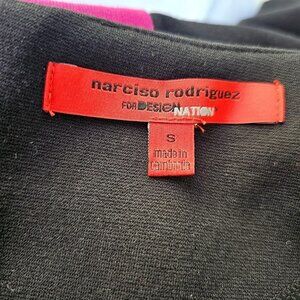 narciso rodriguez
FOR DESIGN NATION
S
made in
cambodia